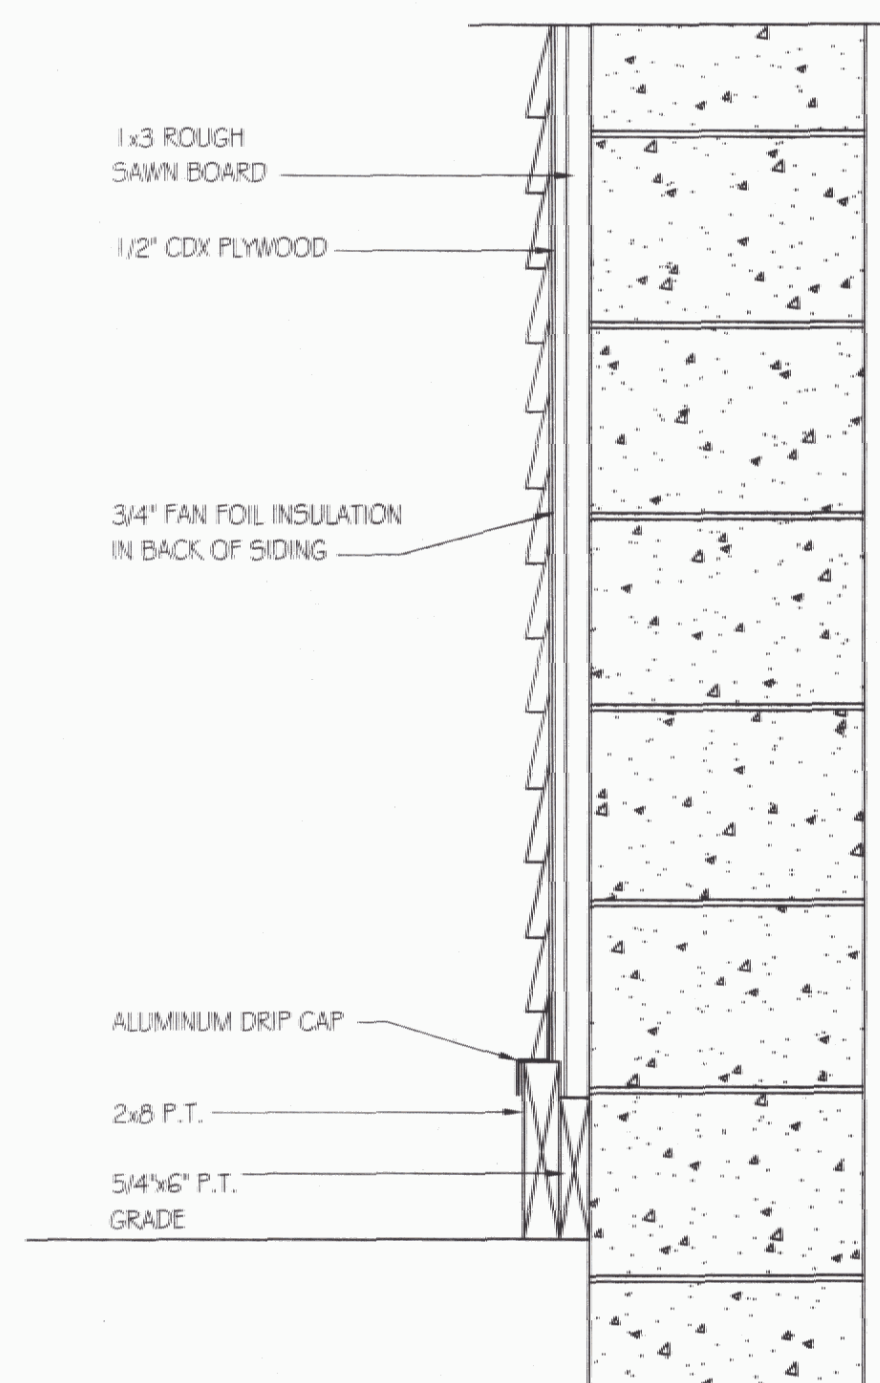 1x3 ROUGH
SAWN BOARD
1/2" CDX PLYWOOD
3/4" FAN FOIL INSULATION
IN BACK OF SIDING
ALUMINUM DRIP CAP
2x8 P.T.
5/4"x6" P.T.
GRADE